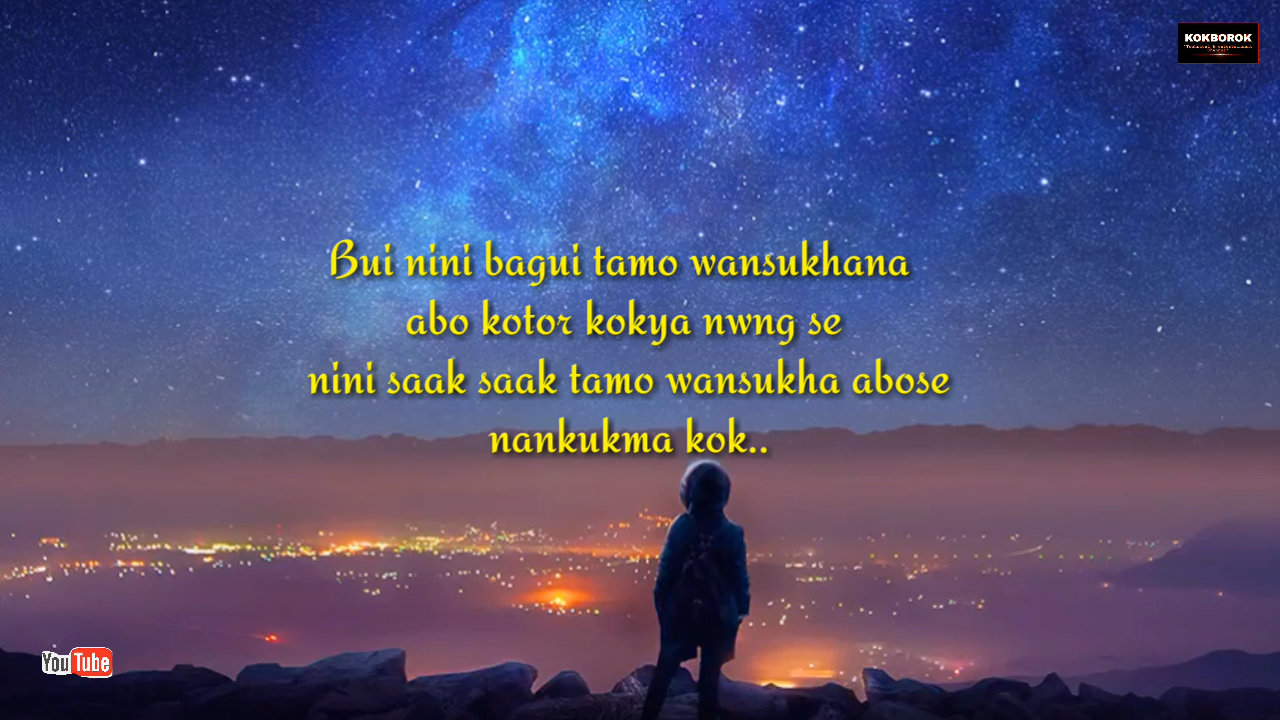 KOKBOROK
Bui nini bagui tamo wansukhana
abo kotor kokya nwng se
nini saak saak tamo wansukha abose
nankukma kok..
YouTube